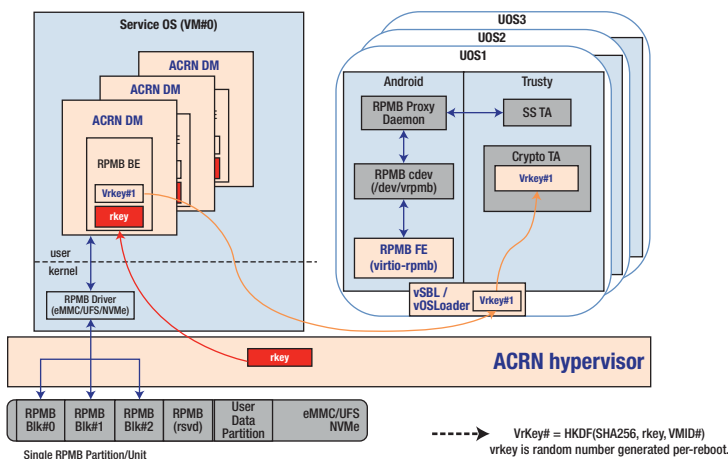 Service OS (VM#0)
ACRN DM
ACRN DM
ACRN DM
RPMB BE
E
Vrkey#1
rkey
user
kernel
RPMB Driver
(eMMC/UFS/NVMe)
UOS3
UOS2
UOS1
Android
Trusty
RPMB Proxy
Daemon
SS TA
RPMB cdev
(/dev/vrpmb)
Crypto TA
Vrkey#1
RPMB FE
(virtio-rpmb)
vSBL /
vOSLoader
Vrkey#1
rkey
ACRN hypervisor
RPMB
Blk#0
RPMB
Blk#1
RPMB
Blk#2
RPMB
(rsvd)
User
Data
Partition
eMMC/UFS
NVMe
Single RPMB Partition/Unit
VrKey# = HKDF(SHA256, rkey, VMID#)
vrkey is random number generated per-reboot.